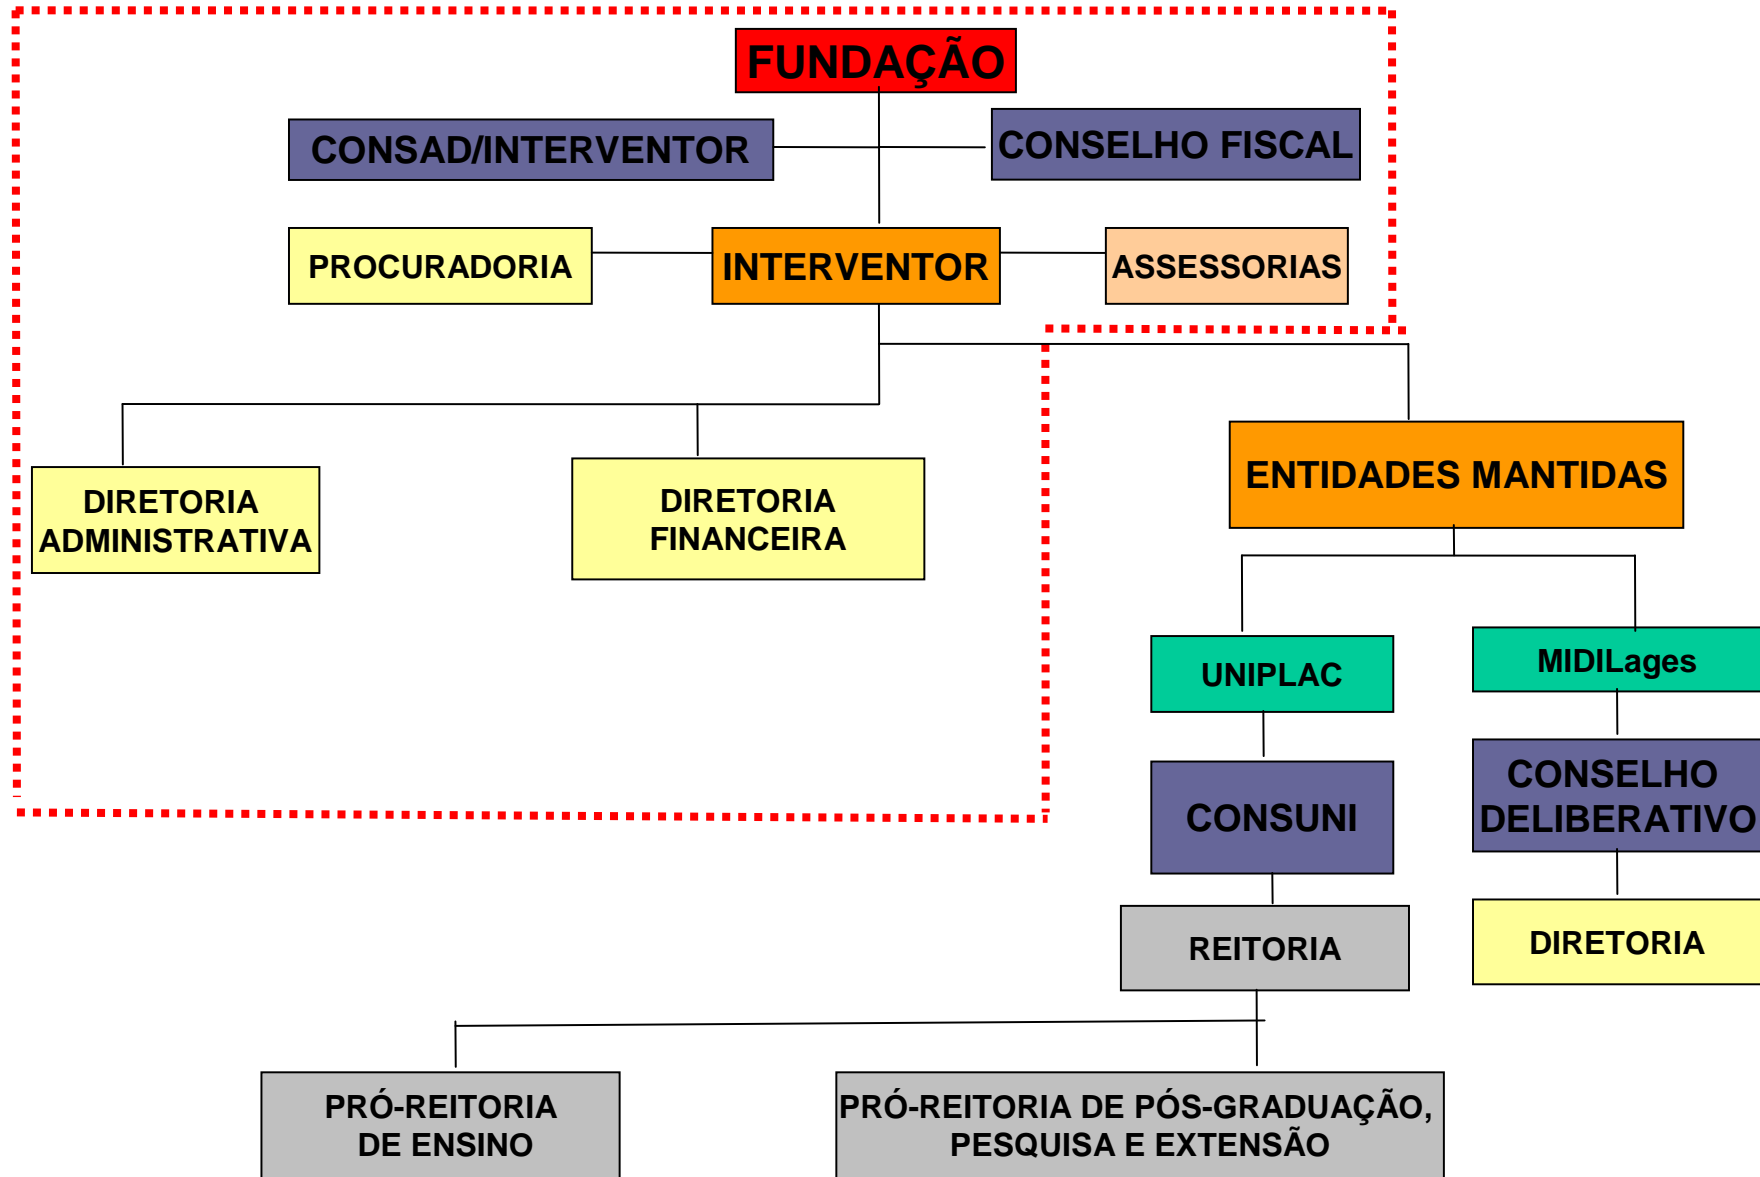 FUNDAÇÃO
CONSAD/INTERVENTOR
CONSELHO FISCAL
PROCURADORIA
INTERVENTOR
ASSESSORIAS
DIRETORIA
ADMINISTRATIVA
DIRETORIA
FINANCEIRA
ENTIDADES MANTIDAS
UNIPLAC
MIDILages
CONSUNI
CONSELHO
DELIBERATIVO
REITORIA
DIRETORIA
PRÓ-REITORIA
DE ENSINO
PRÓ-REITORIA DE PÓS-GRADUAÇÃO,
PESQUISA E EXTENSÃO